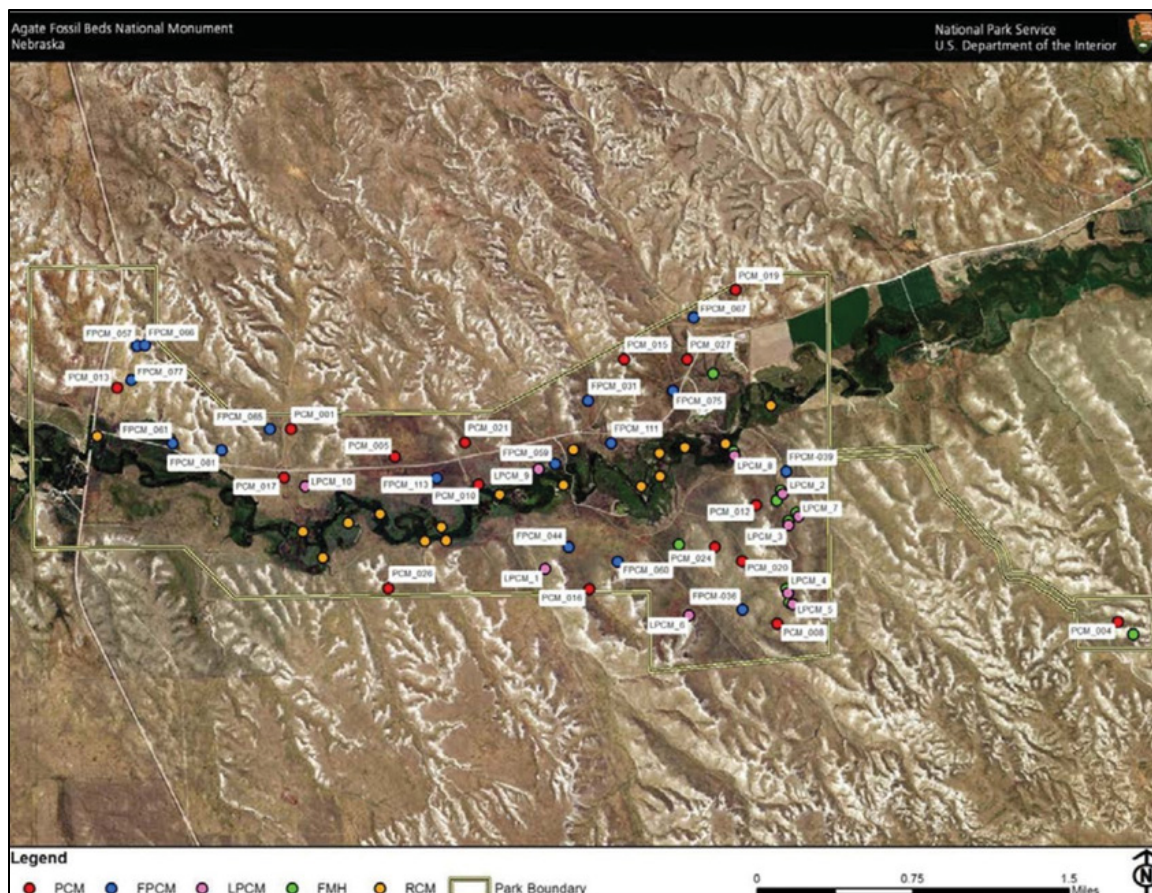 Agate Fossil Beds National Monument
Nebraska
National Park Service
U.S. Department of the Interior
PCM_019
FPCM_067
FPCM_057
FPCM_066
PCM_015
PCM_027
PCM_013
FPCM_077
FPCM_031
FPCM_075
FPCM_065
PCM_001
FPCM_061
PCM_021
FPCM_111
PCM_005
FPCM_081
FPCM_059
LPCM_8
FPCM-039
PCM_017
LPCM_10
FPCM_113
LPCM_9
PCM_010
LPCM_2
PCM_012
LPCM_7
LPCM_3
FPCM_044
PCM_024
PCM_020
FPCM_060
PCM_026
LPCM_1
LPCM_4
PCM_016
FPCM-036
LPCM_5
LPCM_6
PCM_008
PCM_004
Legend
PCM FPCM LPCM FMH RCM Park Boundary
0 0.75 1.5
Miles
N